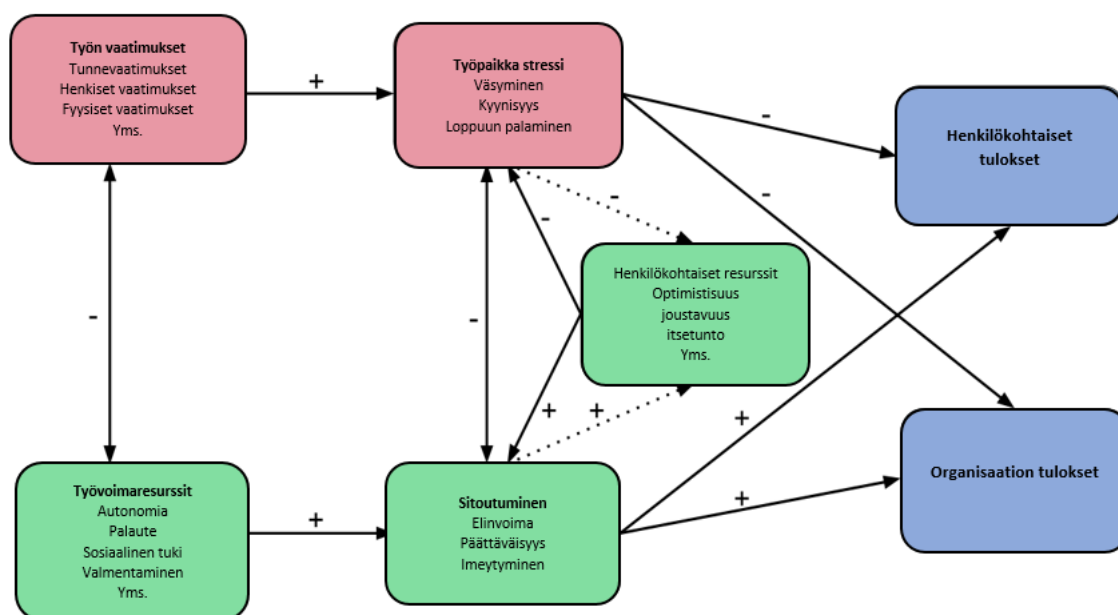 Työn vaatimukset
Tunnevaatimukset
Henkiset vaatimukset
Fyysiset vaatimukset
Yms.
+
Työpaikka stressi
Väsyminen
Kyynisyys
Loppuun palaminen
-
-
Henkilökohtaiset
tulokset
-
-
-
-
Henkilökohtaiset resurssit
Optimistisuus
joustavuus
itsetunto
Yms.
+
+
+
+
Organisaation tulokset
Työvoimaresurssit
Autonomia
Palaute
Sosiaalinen tuki
Valmentaminen
Yms.
+
Sitoutuminen
Elinvoima
Päättäväisyys
Imeytyminen